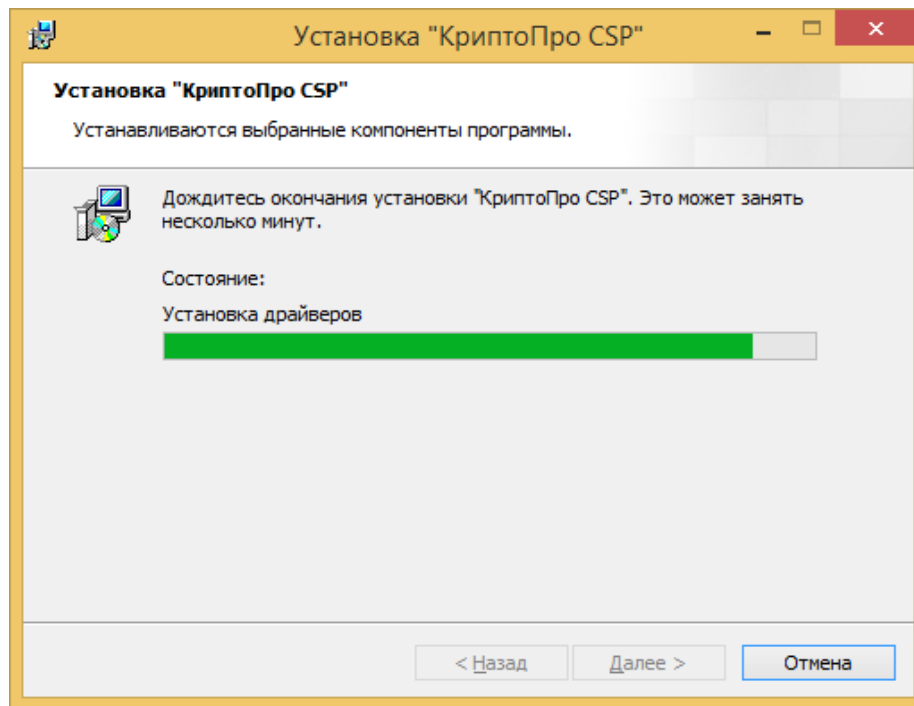 Установка "КриптоПро CSP"
Установка "КриптоПро CSP"
Устанавливаются выбранные компоненты программы.
Дождитесь окончания установки "КриптоПро CSP". Это может занять
несколько минут.
Состояние:
Установка драйверов
< Назад
Далее >
Отмена